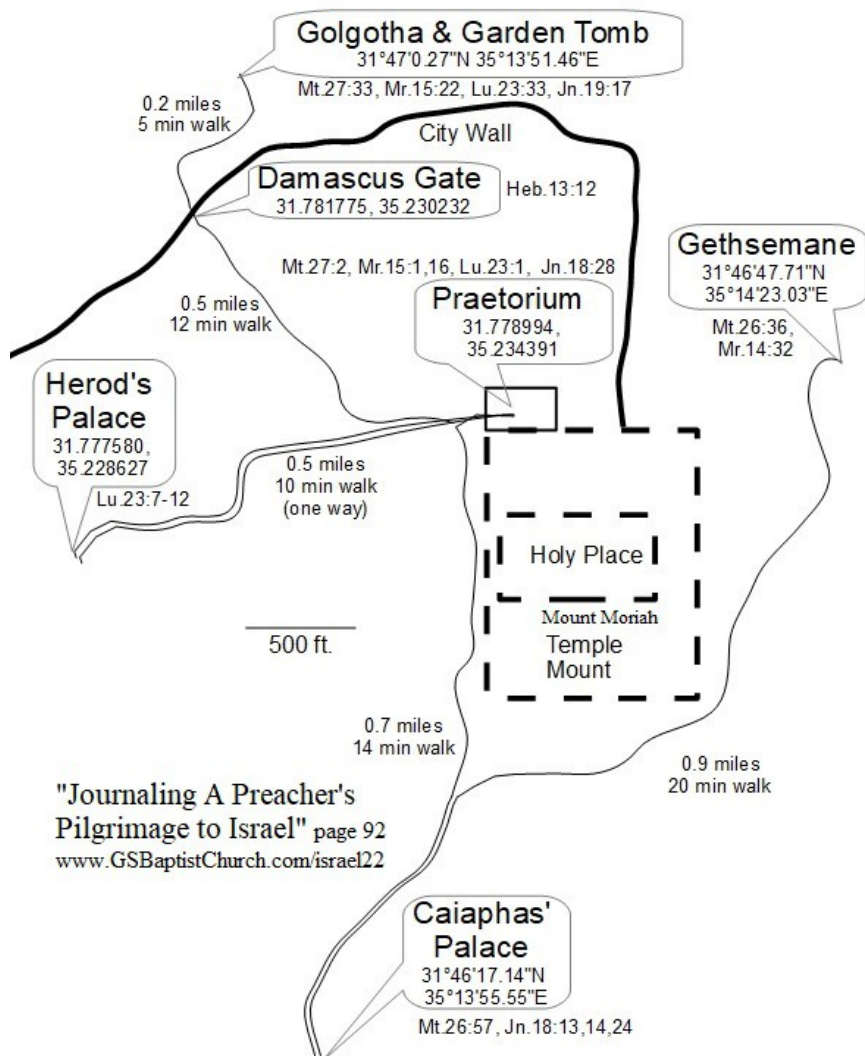 Golgotha & Garden Tomb
31°47'0.27"N 35°13'51.46"E
Mt.27:33, Mr.15:22, Lu.23:33, Jn.19:17
0.2 miles
5 min walk
City Wall
Damascus Gate
31.781775, 35.230232
Heb.13:12
Gethsemane
31°46'47.71"N
35°14'23.03"E
Mt.26:36,
Mr.14:32
Mt.27:2, Mr.15:1,16, Lu.23:1, Jn.18:28
Praetorium
31.778994,
35.234391
0.5 miles
12 min walk
Herod's
Palace
31.777580,
35.228627
Lu.23:7-12
0.5 miles
10 min walk
(one way)
Holy Place
Mount Moriah
Temple
Mount
500 ft.
0.7 miles
14 min walk
0.9 miles
20 min walk
"Journaling A Preacher's
Pilgrimage to Israel" page 92
www.GSBaptistChurch.com/israel22
Caiaphas'
Palace
31°46'17.14"N
35°13'55.55"E
Mt.26:57, Jn.18:13,14,24